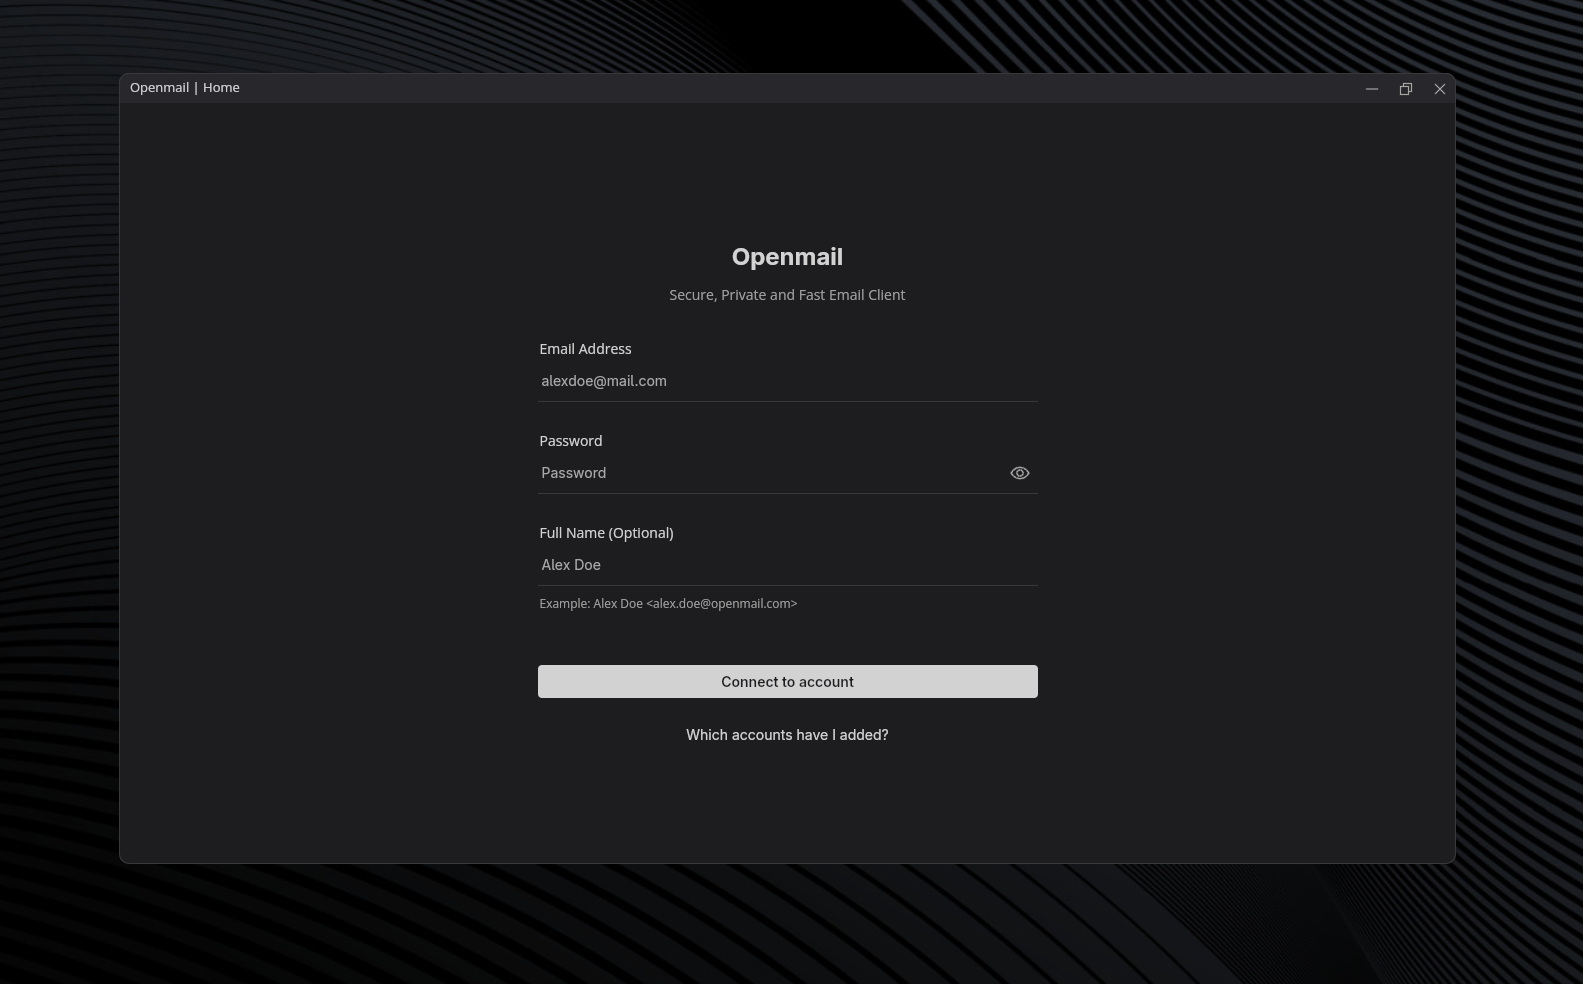 Openmail | Home
Openmail
Secure, Private and Fast Email Client
Email Address
alexdoe@mail.com
Password
Password
Full Name (Optional)
Alex Doe
Example: Alex Doe <alex.doe@openmail.com>
Connect to account
Which accounts have I added?